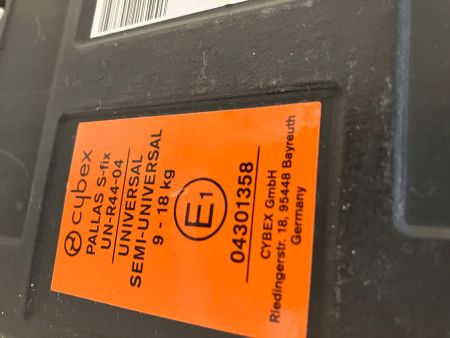 cybex
PALLAS S-fix
UN-R44-04
UNIVERSAL
SEMI-UNIVERSAL
9 - 18 kg
E1
04301358
CYBEX GmbH
Riedingerstr. 18, 95448 Bayreuth
Germany